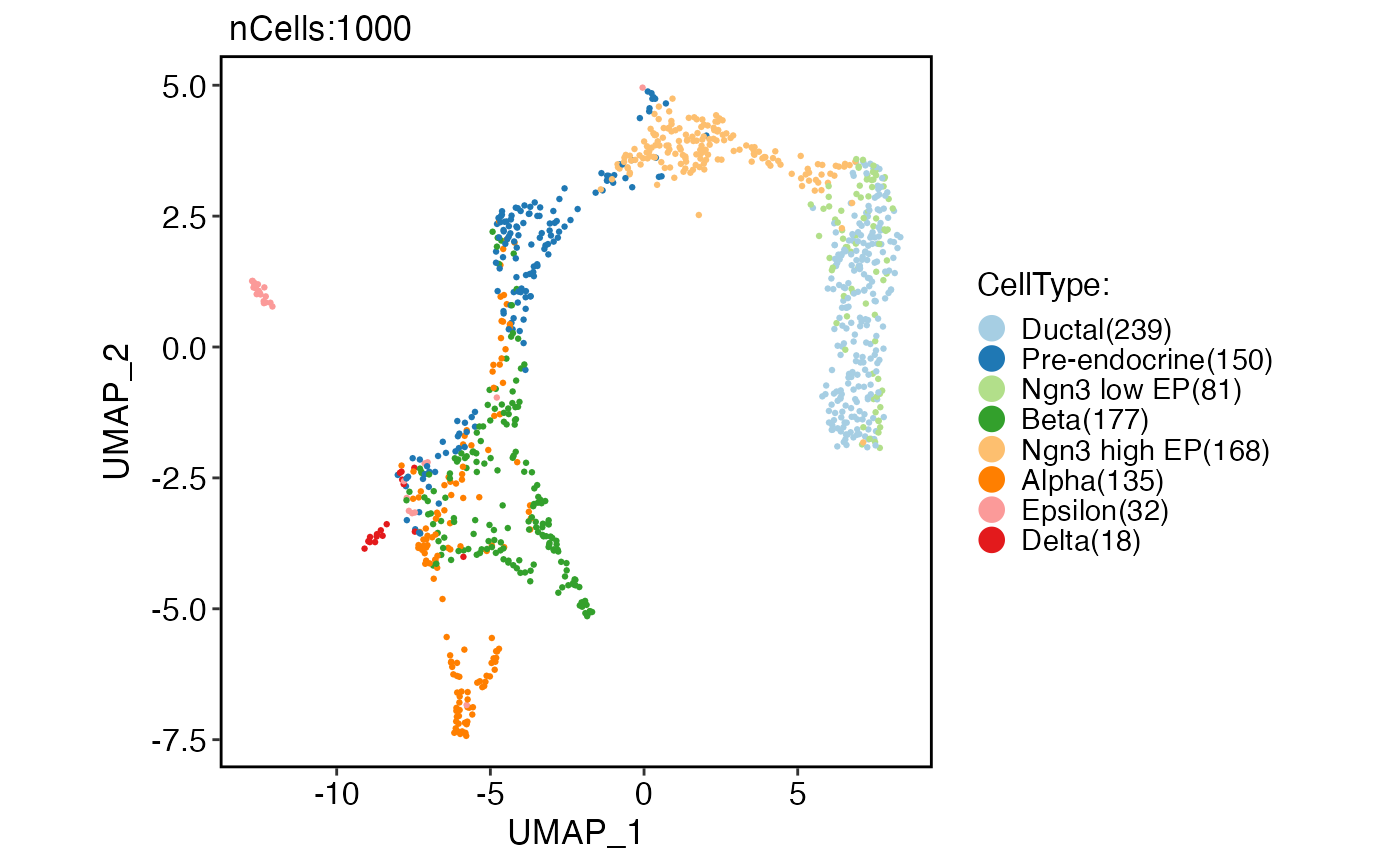 nCells:1000
5.0
2.5
0.0
-2.5
-5.0
-7.5
UMAP_2
-10
-5
0
5
UMAP_1
CellType:
Ductal(239)
Pre-endocrine(150)
Ngn3 low EP(81)
Beta(177)
Ngn3 high EP(168)
Alpha(135)
Epsilon(32)
Delta(18)